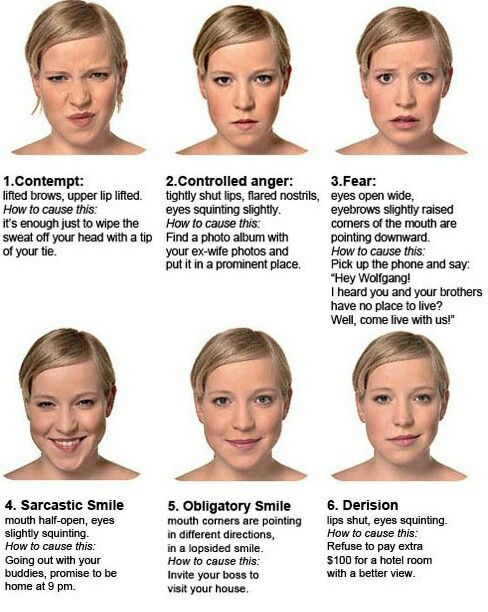 1.Contempt:
lifted brows, upper lip lifted.
How to cause this:
it's enough just to wipe the
sweat off your head with a tip
of your tie.
2.Controlled anger:
tightly shut lips, flared nostrils,
eyes squinting slightly.
How to cause this:
Find a photo album with
your ex-wife photos and
put it in a prominent place.
3.Fear:
eyes open wide,
eyebrows slightly raised
corners of the mouth are
pointing downward.
How to cause this:
Pick up the phone and say:
“Hey Wolfgang!
I heard you and your brothers
have no place to live?
Well, come live with us!”
4. Sarcastic Smile
mouth half-open, eyes
slightly squinting.
How to cause this:
Going out with your
buddies, promise to be
home at 9 pm.
5. Obligatory Smile
mouth corners are pointing
in different directions,
in a lopsided smile.
How to cause this:
Invite your boss to
visit your house.
6. Derision
lips shut, eyes squinting.
How to cause this:
Refuse to pay extra
$100 for a hotel room
with a better view.